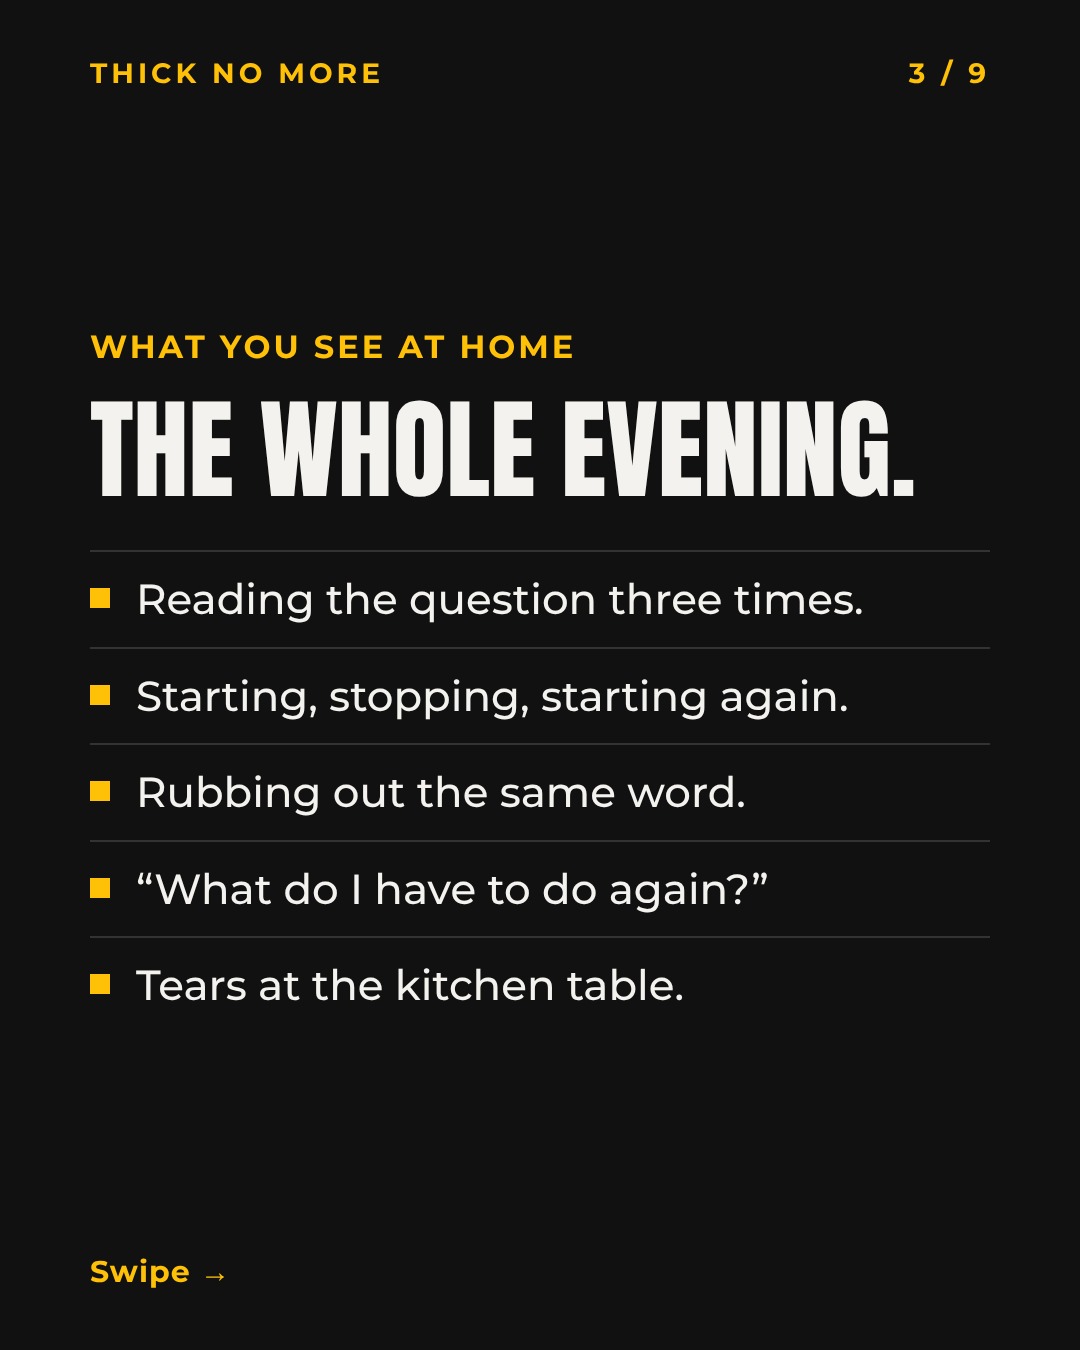 THICK NO MORE
3 / 9
WHAT YOU SEE AT HOME
THE WHOLE EVENING.
Reading the question three times.
Starting, stopping, starting again.
Rubbing out the same word.
“What do I have to do again?”
Tears at the kitchen table.
Swipe →